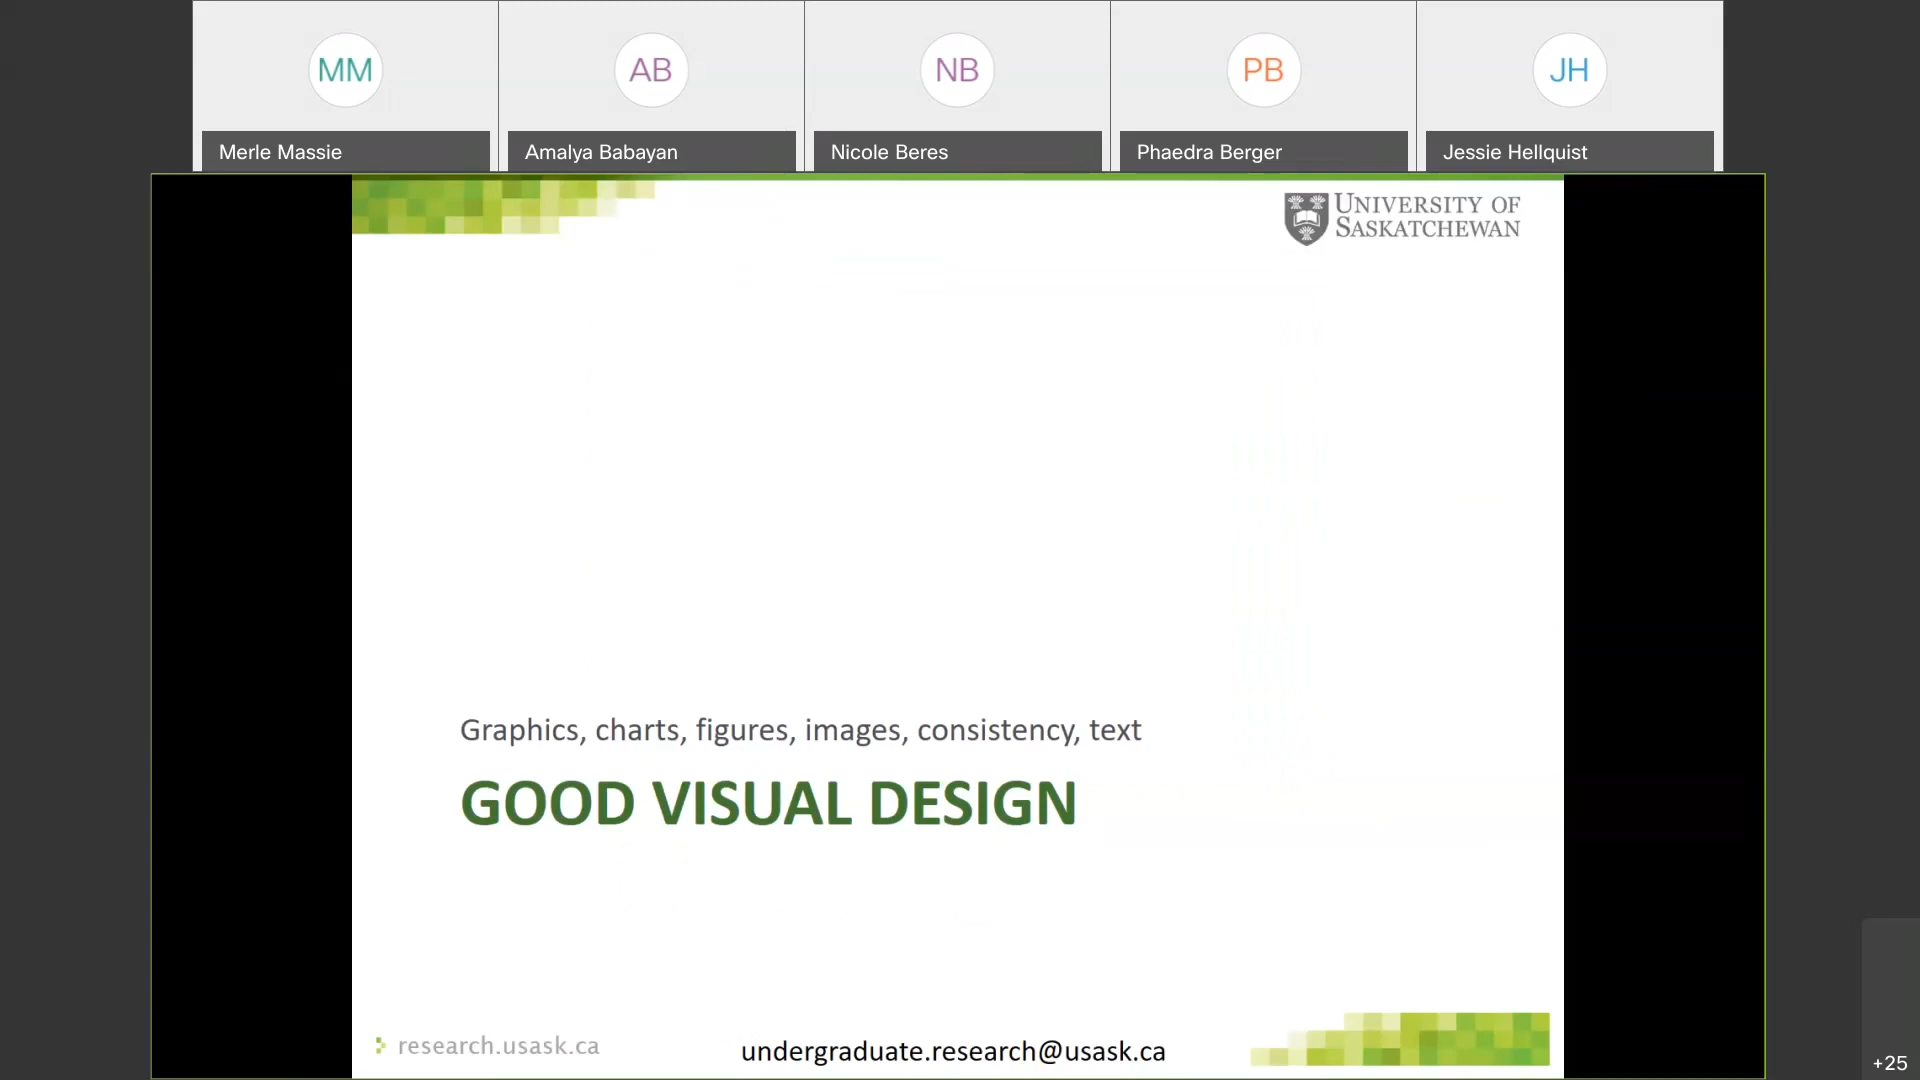 MM
AB
NB
PB
JH
Merle Massie
Amalya Babayan
Nicole Beres
Phaedra Berger
Jessie Hellquist
UNIVERSITY OF
SASKATCHEWAN
Graphics, charts, figures, images, consistency, text
GOOD VISUAL DESIGN
research.usask.ca
undergraduate.research@usask.ca
+25